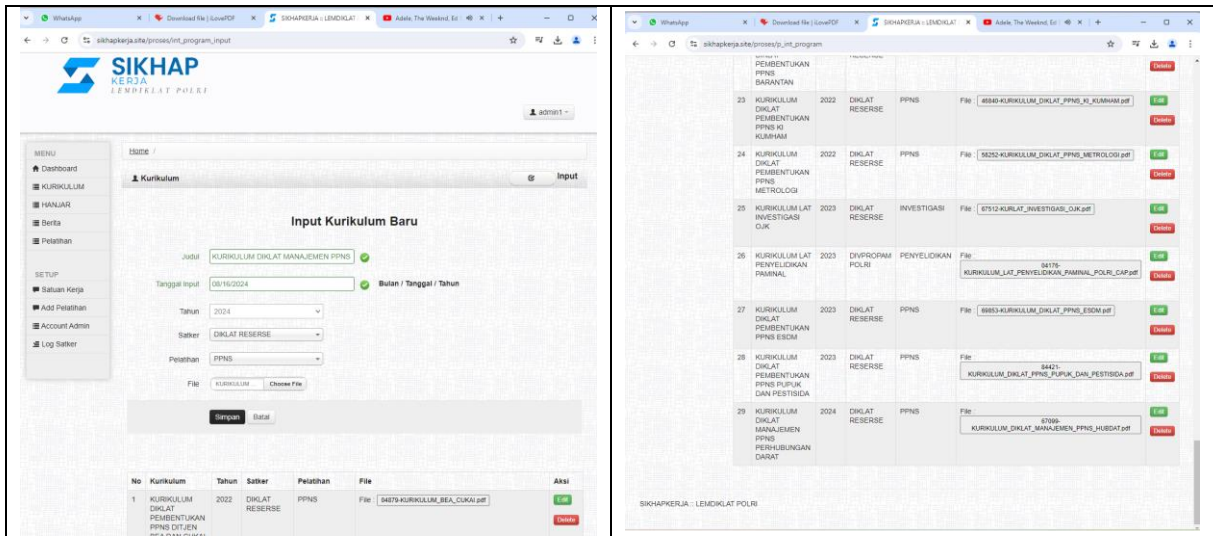 WhatsApp
Download file | iLovePDF
SIKHAPKERJA :: LEMDIKLAT
Adele, The Weeknd, Ed
sikhapkerja.site/proses/int_program_input
SIKHAP
KERJA
LEMDIKLAT POLRI
admin1
MENU
Dashboard
KURIKULUM
HANJAR
Berita
Pelatihan
SETUP
Satuan Kerja
Add Pelatihan
Account Admin
Log Satker
Home /
Kurikulum
Input
Input Kurikulum Baru
Judul KURIKULUM DIKLAT MANAJEMEN PPNS
Tanggal Input 08/16/2024 Bulan / Tanggal / Tahun
Tahun 2024
Satker DIKLAT RESERSE
Pelatihan PPNS
File KURIKULUM ... Choose File
Simpan Batal
No Kurikulum Tahun Satker Pelatihan File Aksi
1 KURIKULUM 2022 DIKLAT PPNS File : 04879-KURIKULUM_BEA_CUKAI.pdf Edit
DIKLAT RESERSE
PEMBENTUKAN Delete
PPNS DITJEN
BEA DAN CUKAI
WhatsApp
Download file | iLovePDF
SIKHAPKERJA :: LEMDIKLAT
Adele, The Weeknd, Ed
sikhapkerja.site/proses/p_int_program
PEMBENTUKAN
PPNS Delete
BARANTAN
23 KURIKULUM 2022 DIKLAT PPNS File : 46840-KURIKULUM_DIKLAT_PPNS_KI_KUMHAM.pdf Edit
DIKLAT RESERSE
PEMBENTUKAN Delete
PPNS KI
KUMHAM
24 KURIKULUM 2022 DIKLAT PPNS File : 58252-KURIKULUM_DIKLAT_PPNS_METROLOGI.pdf Edit
DIKLAT RESERSE
PEMBENTUKAN Delete
PPNS
METROLOGI
25 KURIKULUM LAT 2023 DIKLAT INVESTIGASI File : 67512-KURLAT_INVESTIGASI_OJK.pdf Edit
INVESTIGASI RESERSE
OJK Delete
26 KURIKULUM LAT 2023 DIVPROPAM PENYELIDIKAN File : Edit
PENYELIDIKAN POLRI 04176-
PAMINAL KURIKULUM_LAT_PENYELIDIKAN_PAMINAL_POLRI_CAP.pdf Delete
27 KURIKULUM 2023 DIKLAT PPNS File : 69853-KURIKULUM_DIKLAT_PPNS_ESDM.pdf Edit
DIKLAT RESERSE
PEMBENTUKAN Delete
PPNS ESDM
28 KURIKULUM 2023 DIKLAT PPNS File : Edit
DIKLAT RESERSE 84421-
PEMBENTUKAN KURIKULUM_DIKLAT_PPNS_PUPUK_DAN_PESTISIDA.pdf Delete
PPNS PUPUK
DAN PESTISIDA
29 KURIKULUM 2024 DIKLAT PPNS File : Edit
DIKLAT RESERSE 67099-
MANAJEMEN KURIKULUM_DIKLAT_MANAJEMEN_PPNS_HUBDAT.pdf Delete
PPNS
PERHUBUNGAN
DARAT
SIKHAPKERJA :: LEMDIKLAT POLRI